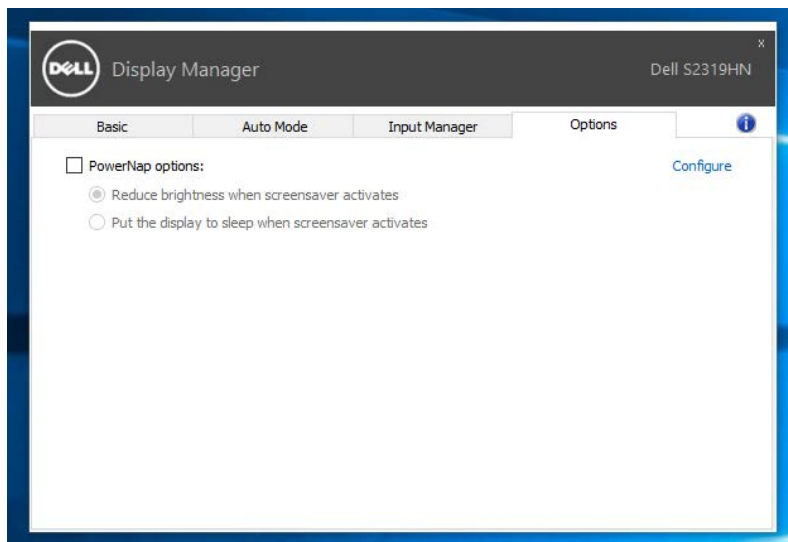 x
DELL Display Manager Dell S2319HN
Basic Auto Mode Input Manager Options i
PowerNap options: Configure
Reduce brightness when screensaver activates
Put the display to sleep when screensaver activates